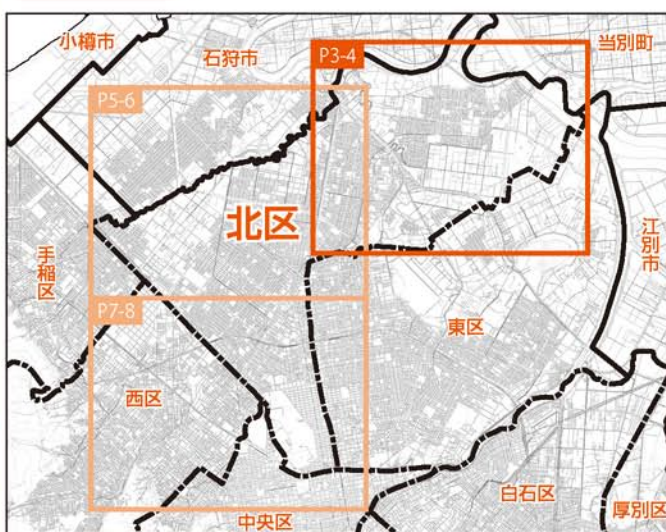 小樽市
石狩市
P3-4
当別町
P5-6
北区
手稲区
江別市
P7-8
東区
西区
白石区
中央区
厚別区